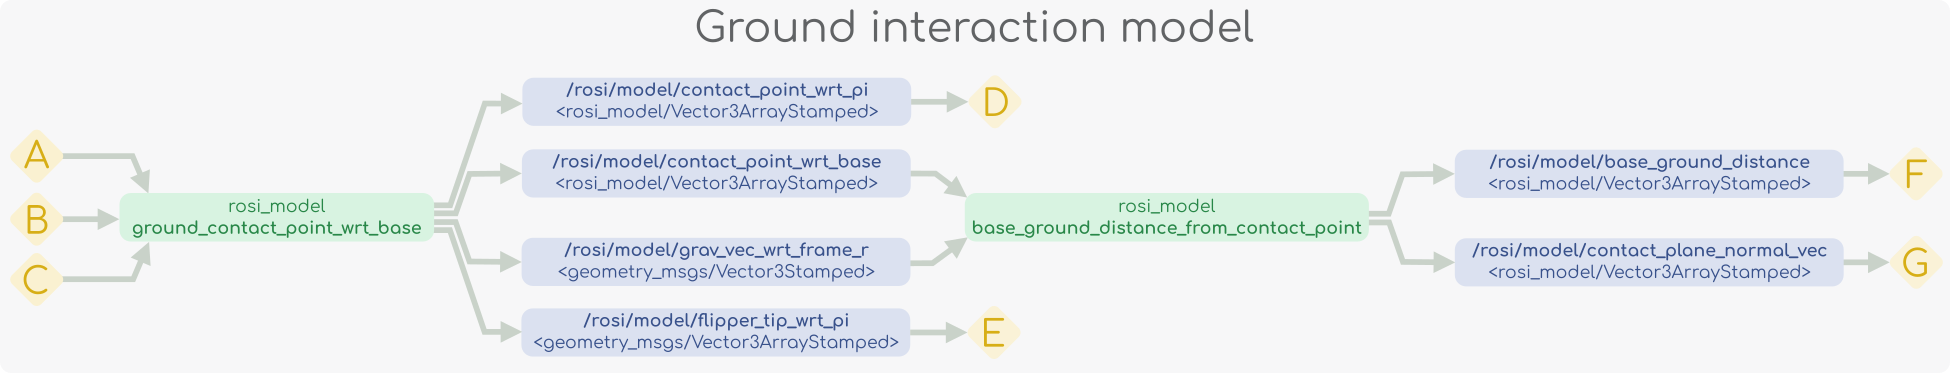 Ground interaction model
A
B
C
rosi_model
ground_contact_point_wrt_base
/rosi/model/contact_point_wrt_pi
<rosi_model/Vector3ArrayStamped>
D
/rosi/model/contact_point_wrt_base
<rosi_model/Vector3ArrayStamped>
/rosi/model/grav_vec_wrt_frame_r
<geometry_msgs/Vector3Stamped>
/rosi/model/flipper_tip_wrt_pi
<geometry_msgs/Vector3ArrayStamped>
E
rosi_model
base_ground_distance_from_contact_point
/rosi/model/base_ground_distance
<rosi_model/Vector3ArrayStamped>
F
/rosi/model/contact_plane_normal_vec
<rosi_model/Vector3ArrayStamped>
G